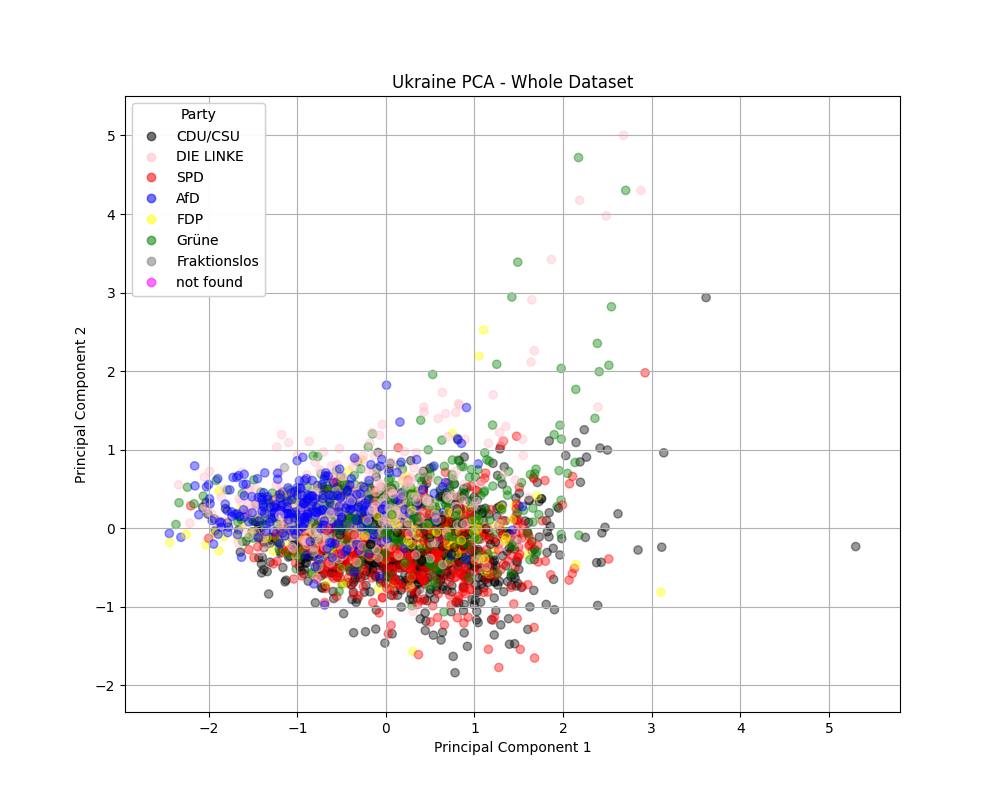 Ukraine PCA - Whole Dataset
Party
CDU/CSU
DIE LINKE
SPD
AfD
FDP
Grüne
Fraktionslos
not found
5
4
3
2
1
0
−1
−2
Principal Component 2
−2
−1
0
1
2
3
4
5
Principal Component 1